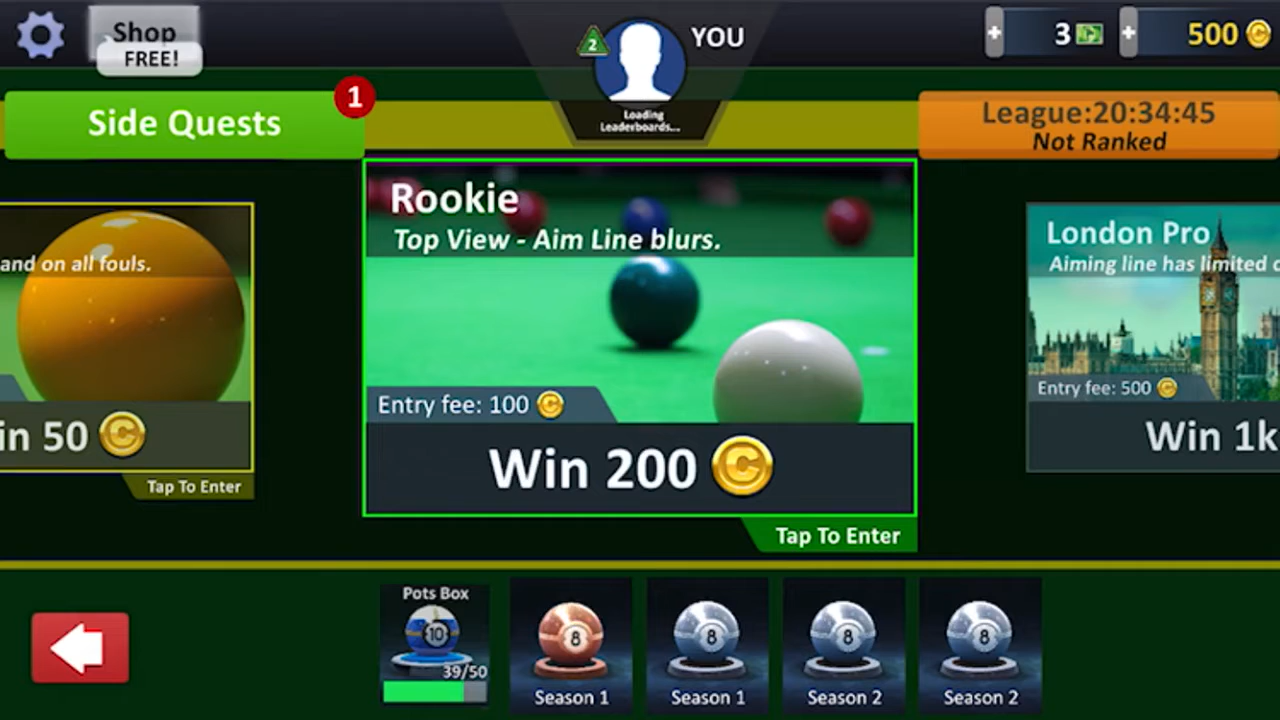 Shop
FREE!
2
YOU
3
500
Loading
Leaderboards...
Side Quests
1
League:20:34:45
Not Ranked
and on all fouls.
in 50
Tap To Enter
Rookie
Top View - Aim Line blurs.
Entry fee: 100
Win 200
Tap To Enter
London Pro
Aiming line has limited
Entry fee: 500
Win 1k
Pots Box
10
39/50
8
Season 1
8
Season 1
8
Season 2
8
Season 2